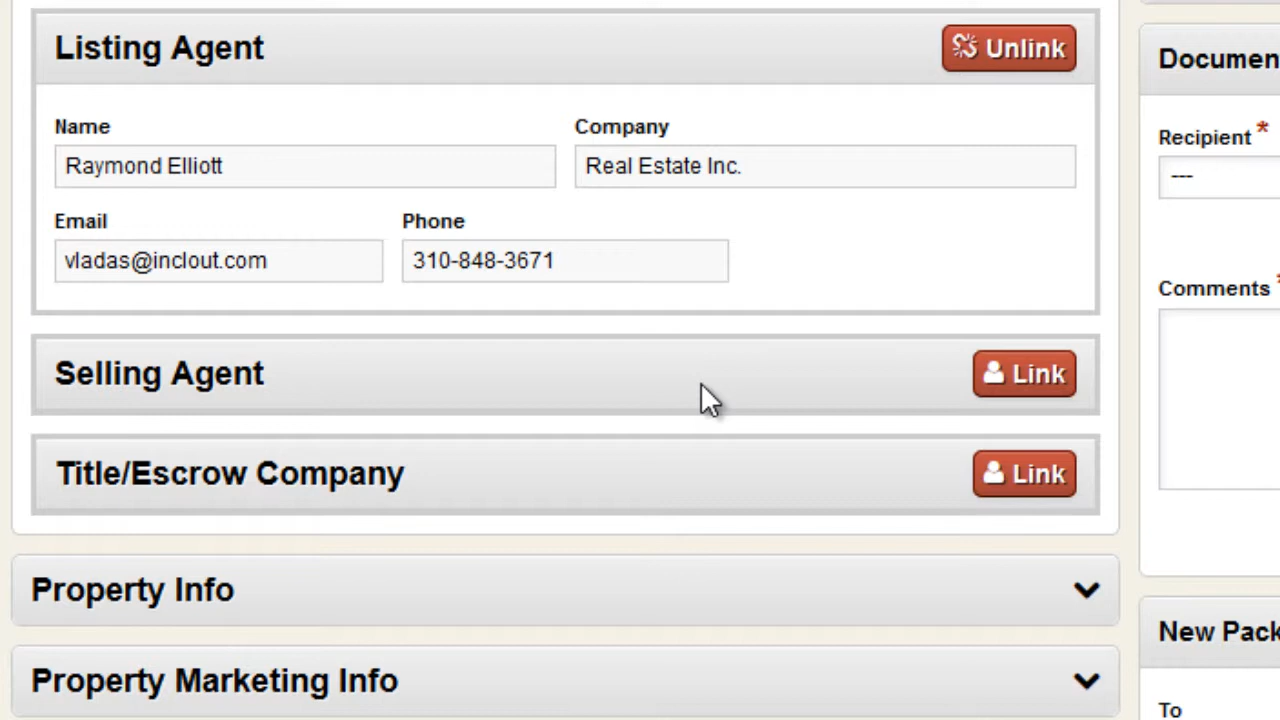 Listing Agent
Unlink
Name
Company
Raymond Elliott
Real Estate Inc.
Email
Phone
vladas@inclout.com
310-848-3671
Selling Agent
Link
Title/Escrow Company
Link
Property Info
Property Marketing Info
Documen
Recipient *
---
Comments *
New Pack
To